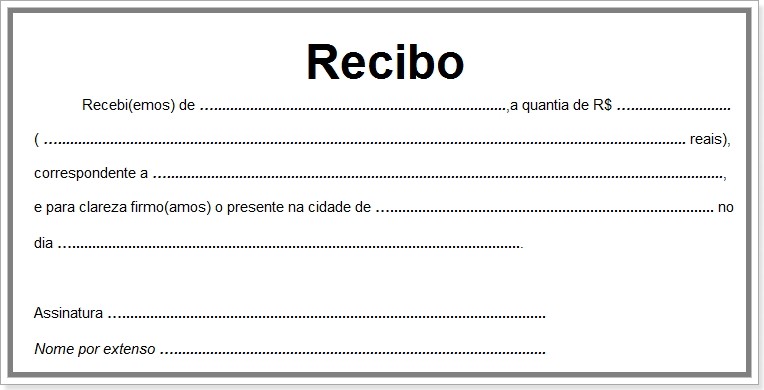 Recibo
Recebi(emos) de ..........................................................................,a quantia de R$ ............................
( ................................................................................................................................................................. reais),
correspondente a ...............................................................................................................................................,
e para clareza firmo(amos) o presente na cidade de .................................................................................. no
dia ....................................................................................................................
Assinatura ..............................................................................................................
Nome por extenso .................................................................................................